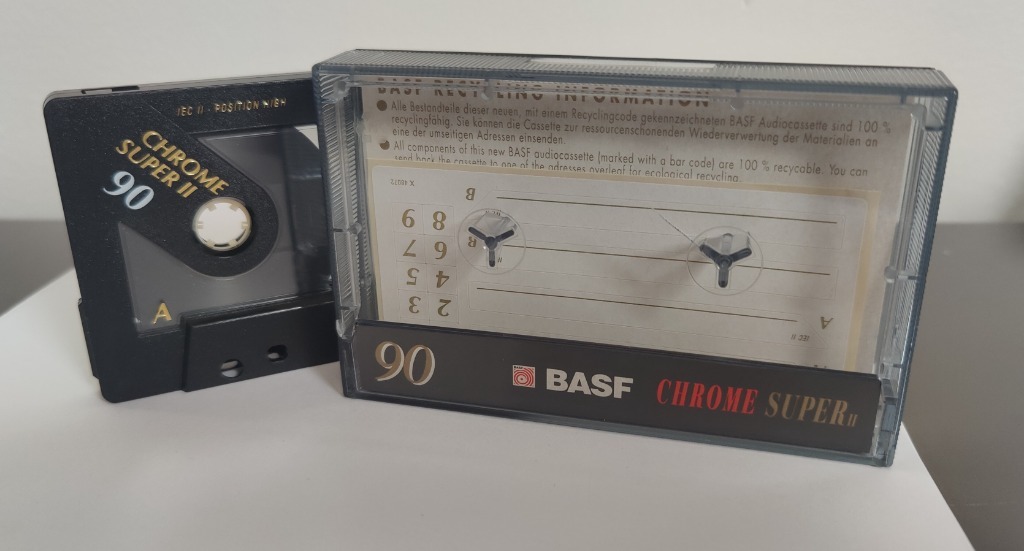 IEC II · POSITION HIGH
CHROME
SUPER II
90
A
BASF RECYCLING INFORMATION
● Alle Bestandteile dieser neuen, mit einem Recyclingcode gekennzeichneten BASF Audiocassette sind 100 %
recyclingfähig. Sie können die Cassette zur ressourcenschonenden Wiederverwertung der Materialien an
eine der umseitigen Adressen einsenden.
● All components of this new BASF audiocassette (marked with a bar code) are 100 % recyclable. You can
send back the cassette to one of the adresses overleaf for ecological recycling.
B
8 9
B
6 7
4 5
2 3
A
IEC II
90
BASF CHROME SUPER II